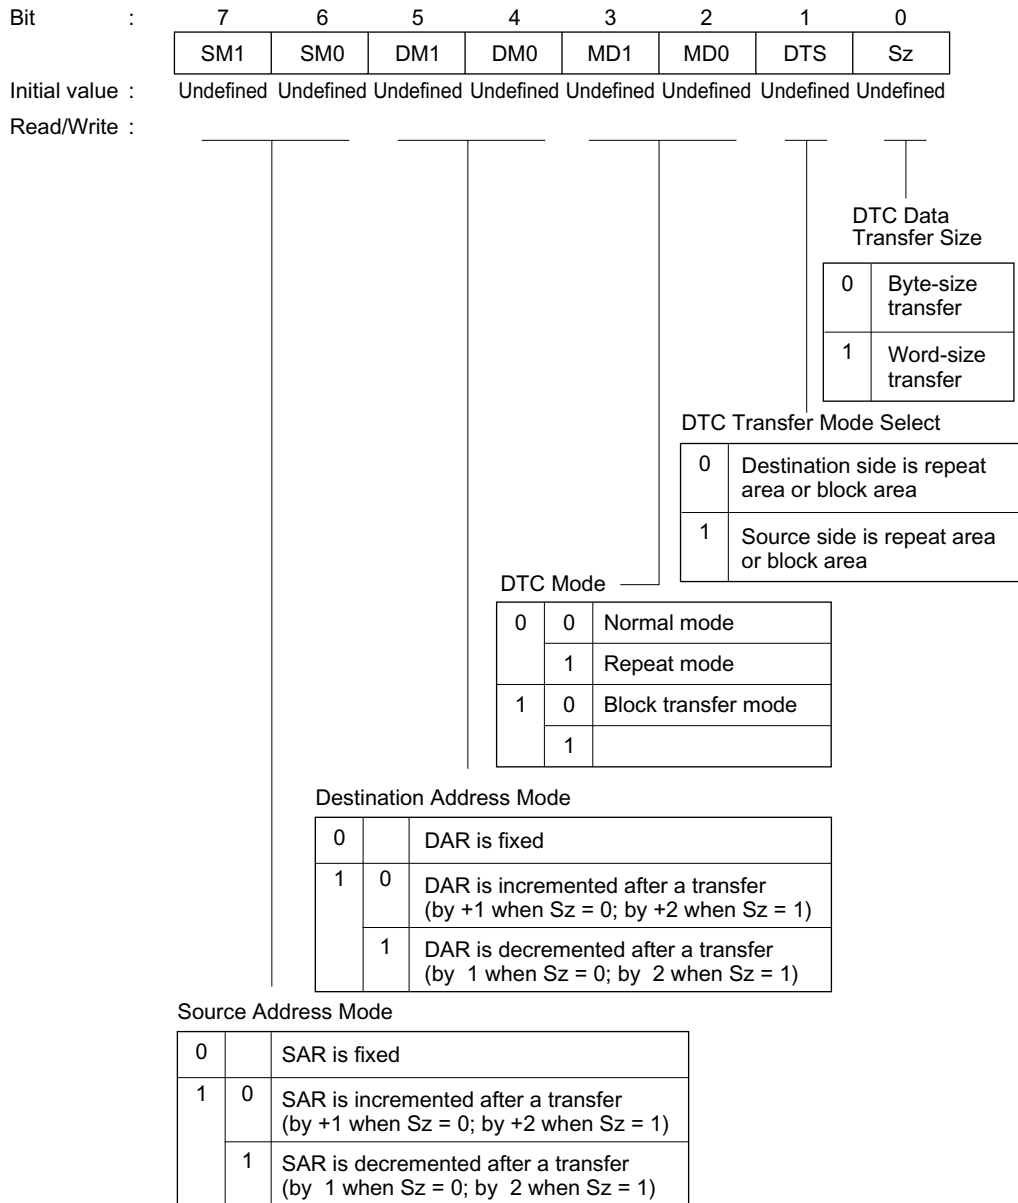 Bit : 7 6 5 4 3 2 1 0
SM1 SM0 DM1 DM0 MD1 MD0 DTS Sz
Initial value : Undefined Undefined Undefined Undefined Undefined Undefined Undefined Undefined
Read/Write :
DTC Data
Transfer Size
0 Byte-size
transfer
1 Word-size
transfer
DTC Transfer Mode Select
0 Destination side is repeat
area or block area
1 Source side is repeat area
or block area
DTC Mode
0 0 Normal mode
1 Repeat mode
1 0 Block transfer mode
1
Destination Address Mode
0 DAR is fixed
1 0 DAR is incremented after a transfer
(by +1 when Sz = 0; by +2 when Sz = 1)
1 DAR is decremented after a transfer
(by 1 when Sz = 0; by 2 when Sz = 1)
Source Address Mode
0 SAR is fixed
1 0 SAR is incremented after a transfer
(by +1 when Sz = 0; by +2 when Sz = 1)
1 SAR is decremented after a transfer
(by 1 when Sz = 0; by 2 when Sz = 1)